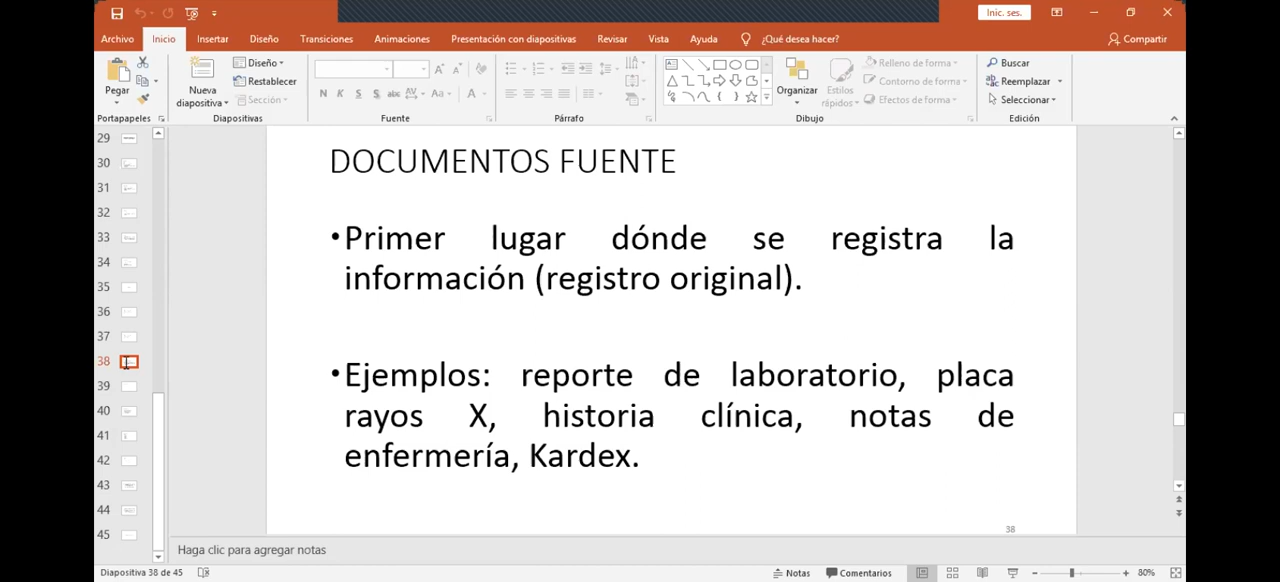 Inic. ses.
Archivo Inicio Insertar Diseño Transiciones Animaciones Presentación con diapositivas Revisar Vista Ayuda ¿Qué desea hacer? Compartir
Pegar
Nueva diapositiva
Diseño
Restablecer
Sección
N K S S abc AV Aa A
Organizar
Estilos rápidos
Relleno de forma
Contorno de forma
Efectos de forma
Buscar
Reemplazar
Seleccionar
Portapapeles Diapositivas Fuente Párrafo Dibujo Edición
29
30
31
32
33
34
35
36
37
38
39
40
41
42
43
44
45
DOCUMENTOS FUENTE
•Primer lugar dónde se registra la
información (registro original).
•Ejemplos: reporte de laboratorio, placa
rayos X, historia clínica, notas de
enfermería, Kardex.
38
Haga clic para agregar notas
Diapositiva 38 de 45 Notas Comentarios 80%